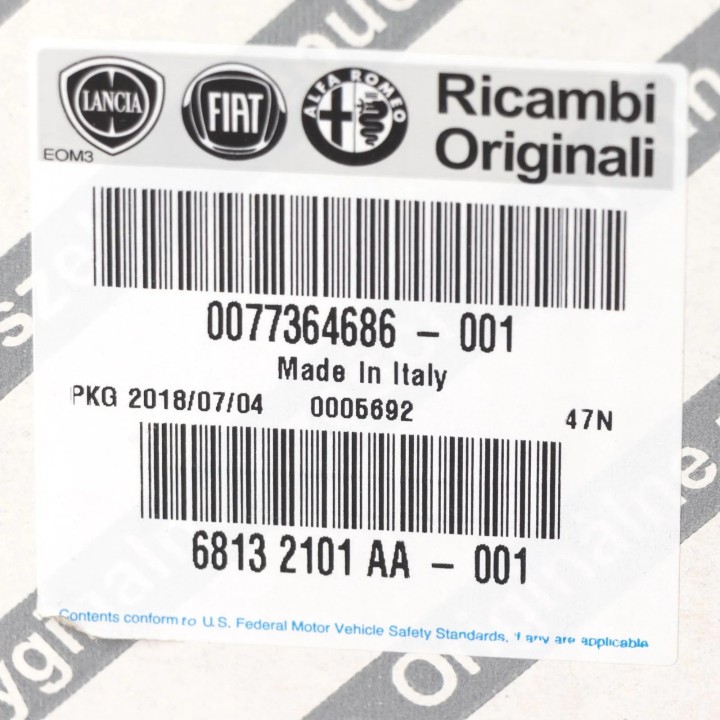 LANCIA FIAT ALFA ROMEO Ricambi
Originali
EOM3
0077364686 - 001
Made In Italy
PKG 2018/07/04 0005692 47N
6813 2101 AA - 001
Contents conform to U.S. Federal Motor Vehicle Safety Standards, if any are applicable